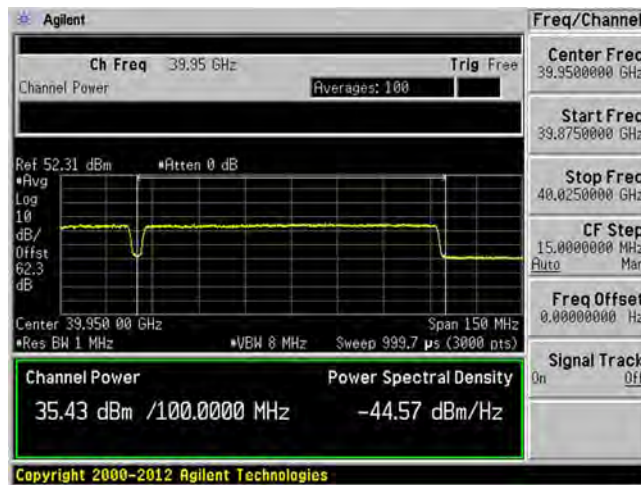 Agilent
Freq/Channel
Ch Freq 39.95 GHz Trig Free
Channel Power Averages: 100
Center Freq
39.9500000 GHz
Start Freq
39.8750000 GHz
Stop Freq
40.0250000 GHz
CF Step
15.0000000 MHz
Auto Man
Freq Offset
0.00000000 Hz
Signal Track
On Off
Ref 52.31 dBm #Atten 0 dB
#Avg
Log
10
dB/
Offst
62.3
dB
Center 39.950 00 GHz Span 150 MHz
#Res BW 1 MHz #VBW 8 MHz Sweep 999.7 µs (3000 pts)
Channel Power Power Spectral Density
35.43 dBm /100.0000 MHz -44.57 dBm/Hz
Copyright 2000-2012 Agilent Technologies